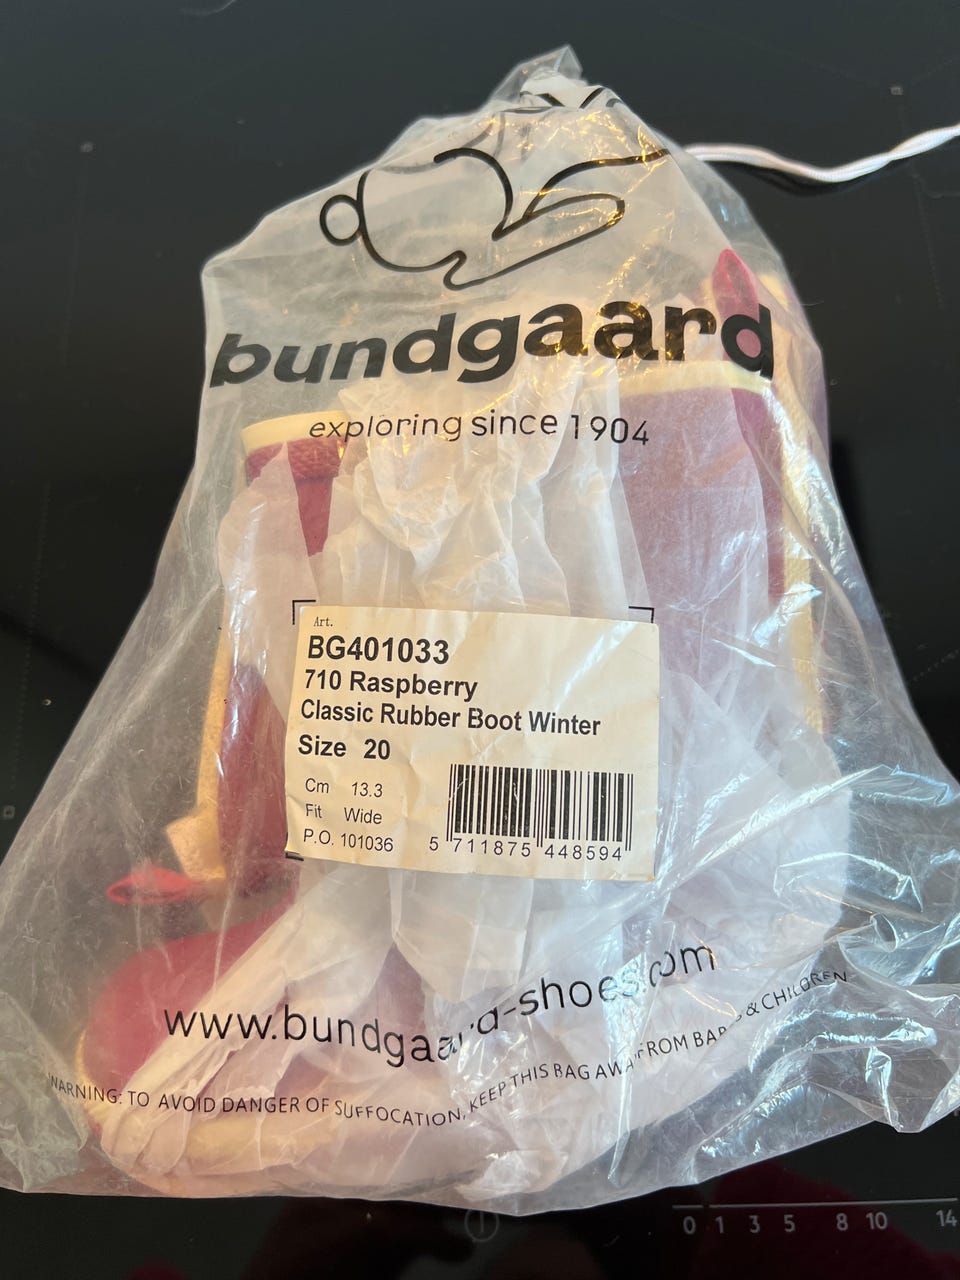 bundgaard
exploring since 1904
Art.
BG401033
710 Raspberry
Classic Rubber Boot Winter
Size 20
Cm 13.3
Fit Wide
P.O. 101036
5 711875 448594
www.bundgaard-shoes.com
WARNING: TO AVOID DANGER OF SUFFOCATION, KEEP THIS BAG AWAY FROM BABIES & CHILDREN
0 1 3 5 8 10 14